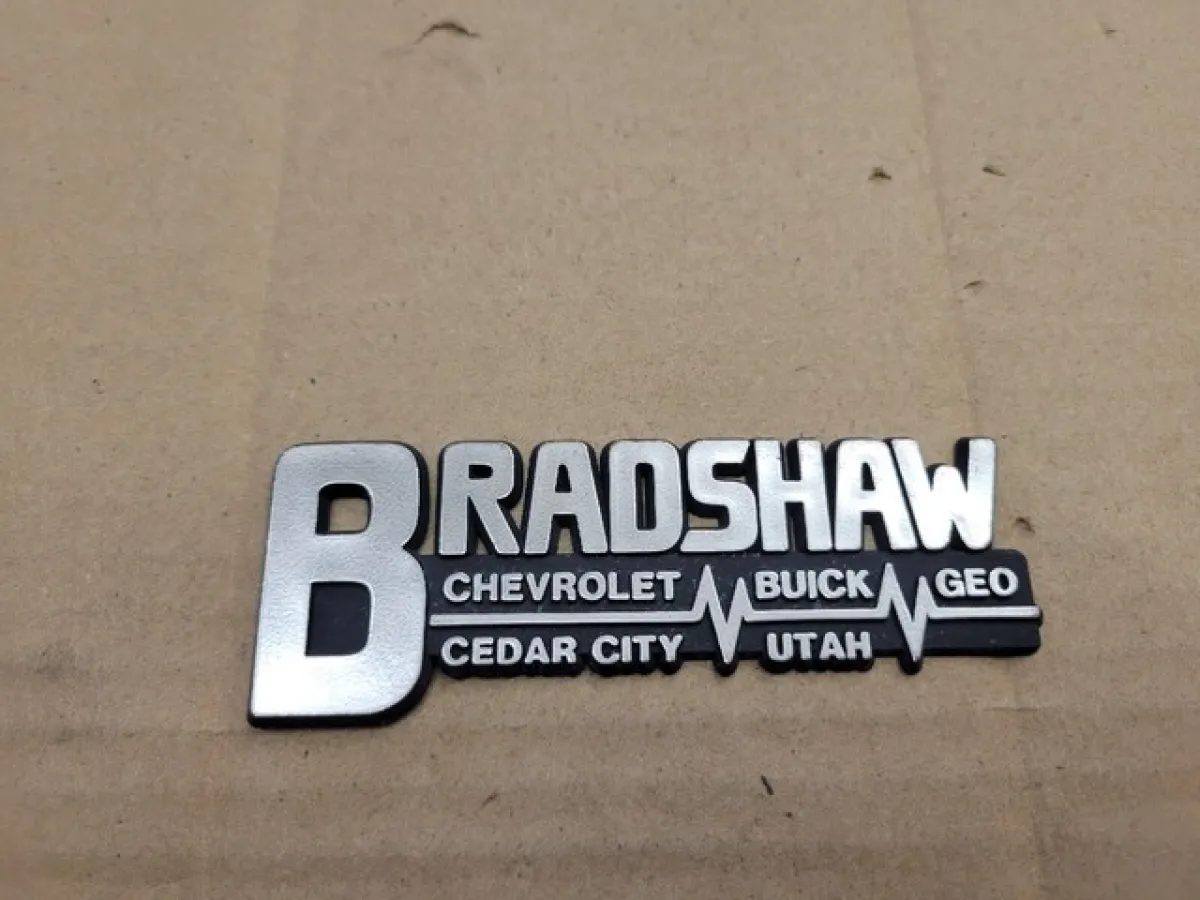 BRADSHAW
CHEVROLET BUICK GEO
CEDAR CITY UTAH